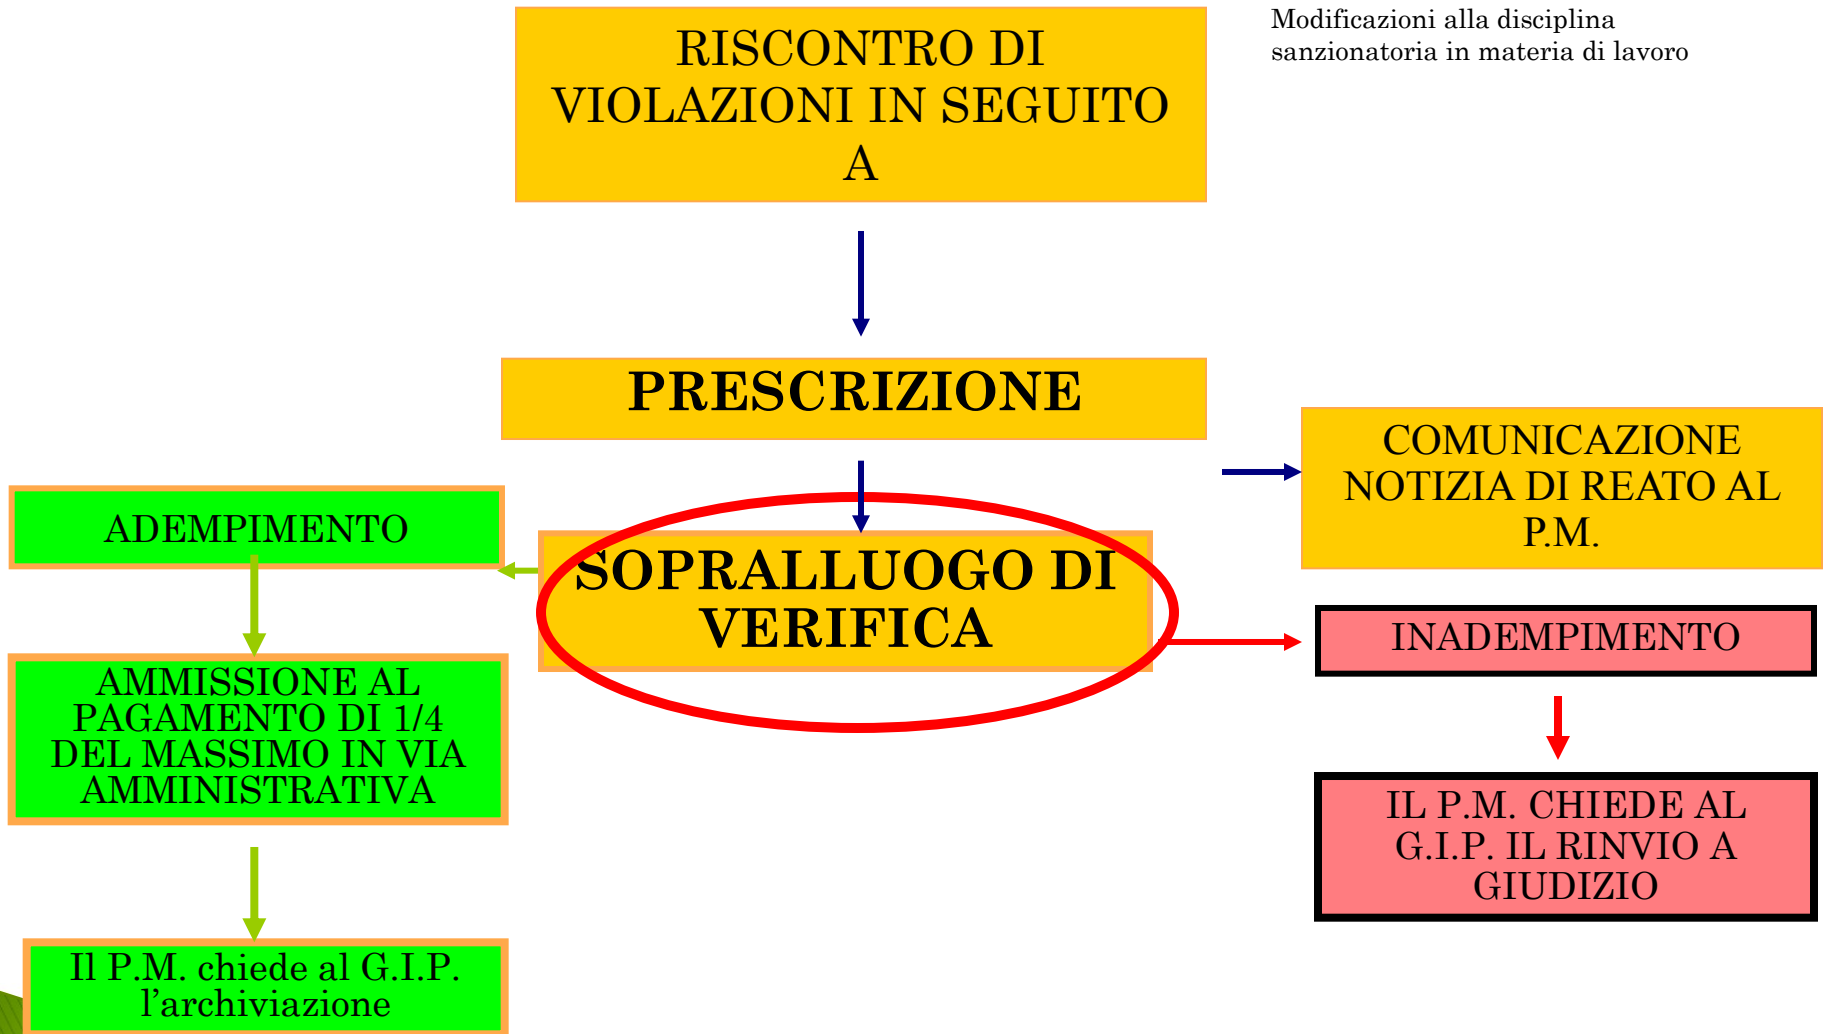 Modificazioni alla disciplina
sanzionatoria in materia di lavoro
RISCONTRO DI
VIOLAZIONI IN SEGUITO
A
PRESCRIZIONE
COMUNICAZIONE
NOTIZIA DI REATO AL
P.M.
ADEMPIMENTO
SOPRALLUOGO DI
VERIFICA
INADEMPIMENTO
AMMISSIONE AL
PAGAMENTO DI 1/4
DEL MASSIMO IN VIA
AMMINISTRATIVA
IL P.M. CHIEDE AL
G.I.P. IL RINVIO A
GIUDIZIO
Il P.M. chiede al G.I.P.
l’archiviazione